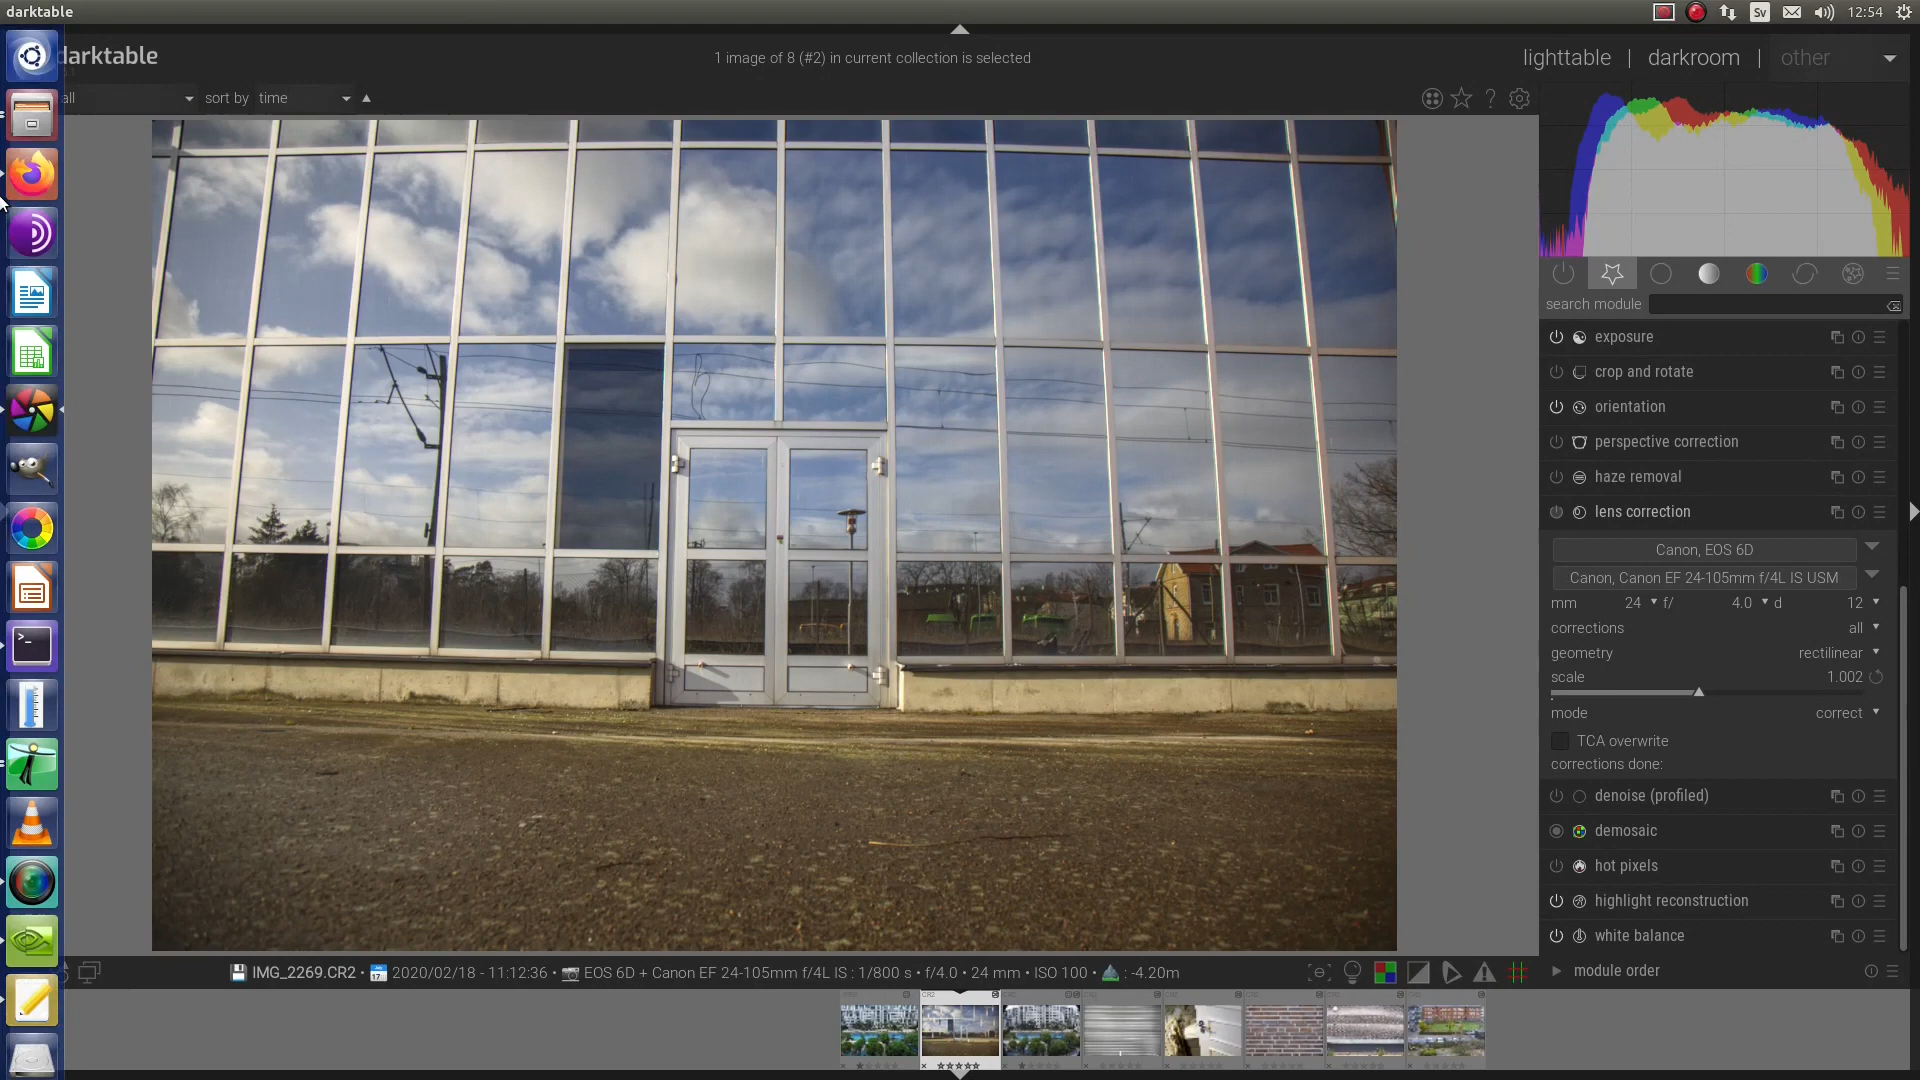 darktable
Sv
12:54
darktable
1 image of 8 (#2) in current collection is selected
lighttable | darkroom | other
all
sort by time
?
search module
exposure
crop and rotate
orientation
perspective correction
haze removal
lens correction
Canon, EOS 6D
Canon, Canon EF 24-105mm f/4L IS USM
mm 24 f/ 4.0 d 12
corrections all
geometry rectilinear
scale 1.002
mode correct
TCA overwrite
corrections done:
denoise (profiled)
demosaic
hot pixels
highlight reconstruction
white balance
module order
IMG_2269.CR2 • 2020/02/18 - 11:12:36 • EOS 6D + Canon EF 24-105mm f/4L IS : 1/800 s • f/4.0 • 24 mm • ISO 100 • : -4.20m
CR2